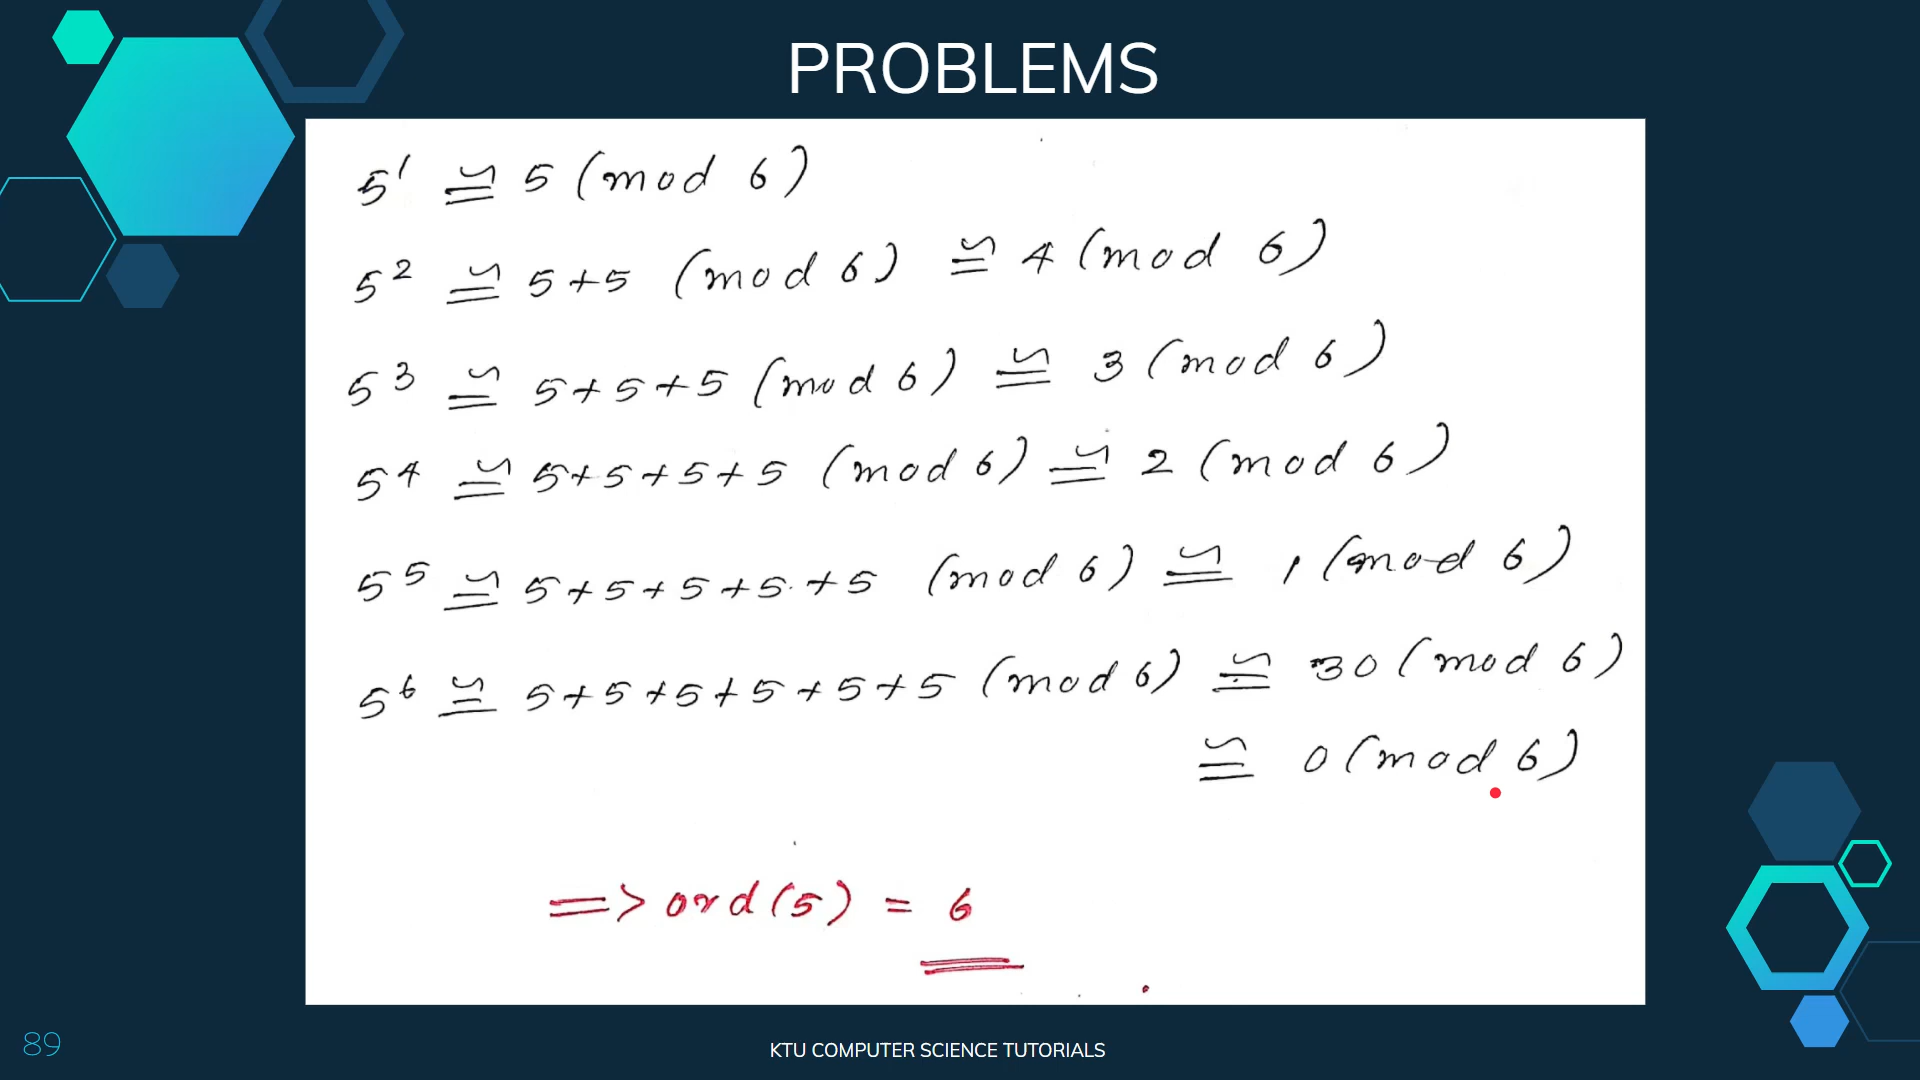 PROBLEMS
5¹ ≅ 5 (mod 6)
5² ≅ 5+5 (mod 6) ≅ 4 (mod 6)
5³ ≅ 5+5+5 (mod 6) ≅ 3 (mod 6)
5⁴ ≅ 5+5+5+5 (mod 6) ≅ 2 (mod 6)
5⁵ ≅ 5+5+5+5+5 (mod 6) ≅ 1 (mod 6)
5⁶ ≅ 5+5+5+5+5+5 (mod 6) ≅ 30 (mod 6)
≅ 0 (mod 6)
=> ord(5) = 6
89
KTU COMPUTER SCIENCE TUTORIALS